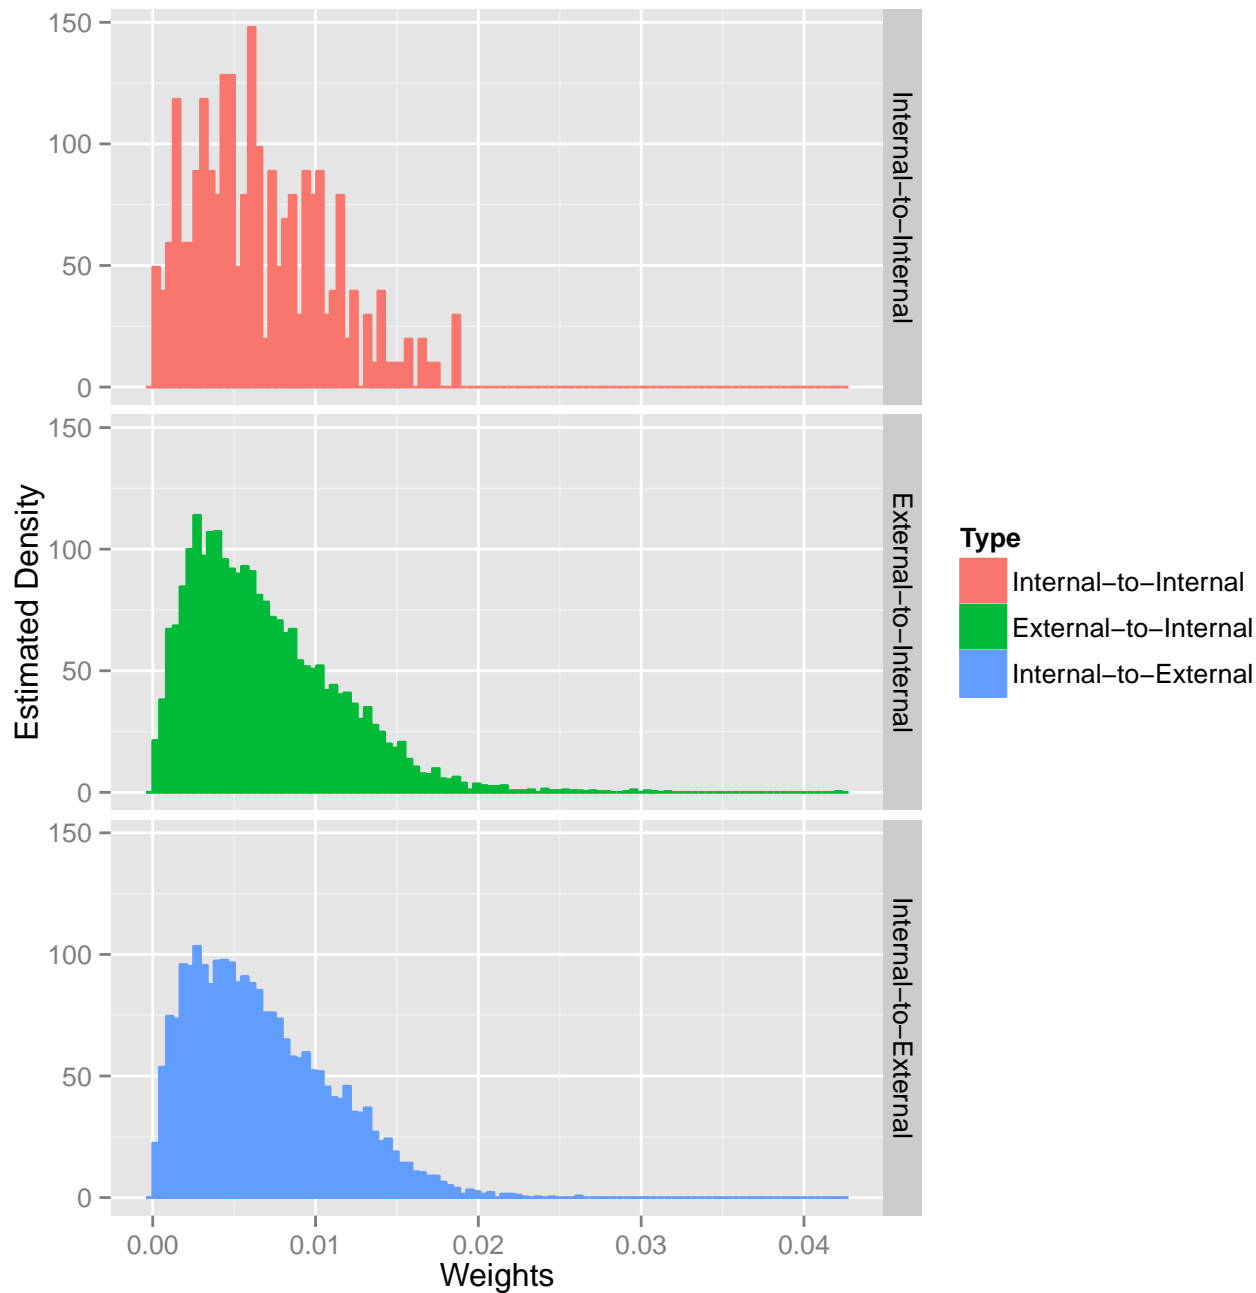 150
100
50
0
Internal−to−Internal
150
100
50
0
External−to−Internal
150
100
50
0
Internal−to−External
0.00
0.01
0.02
0.03
0.04
Weights
Estimated Density
Type
Internal−to−Internal
External−to−Internal
Internal−to−External